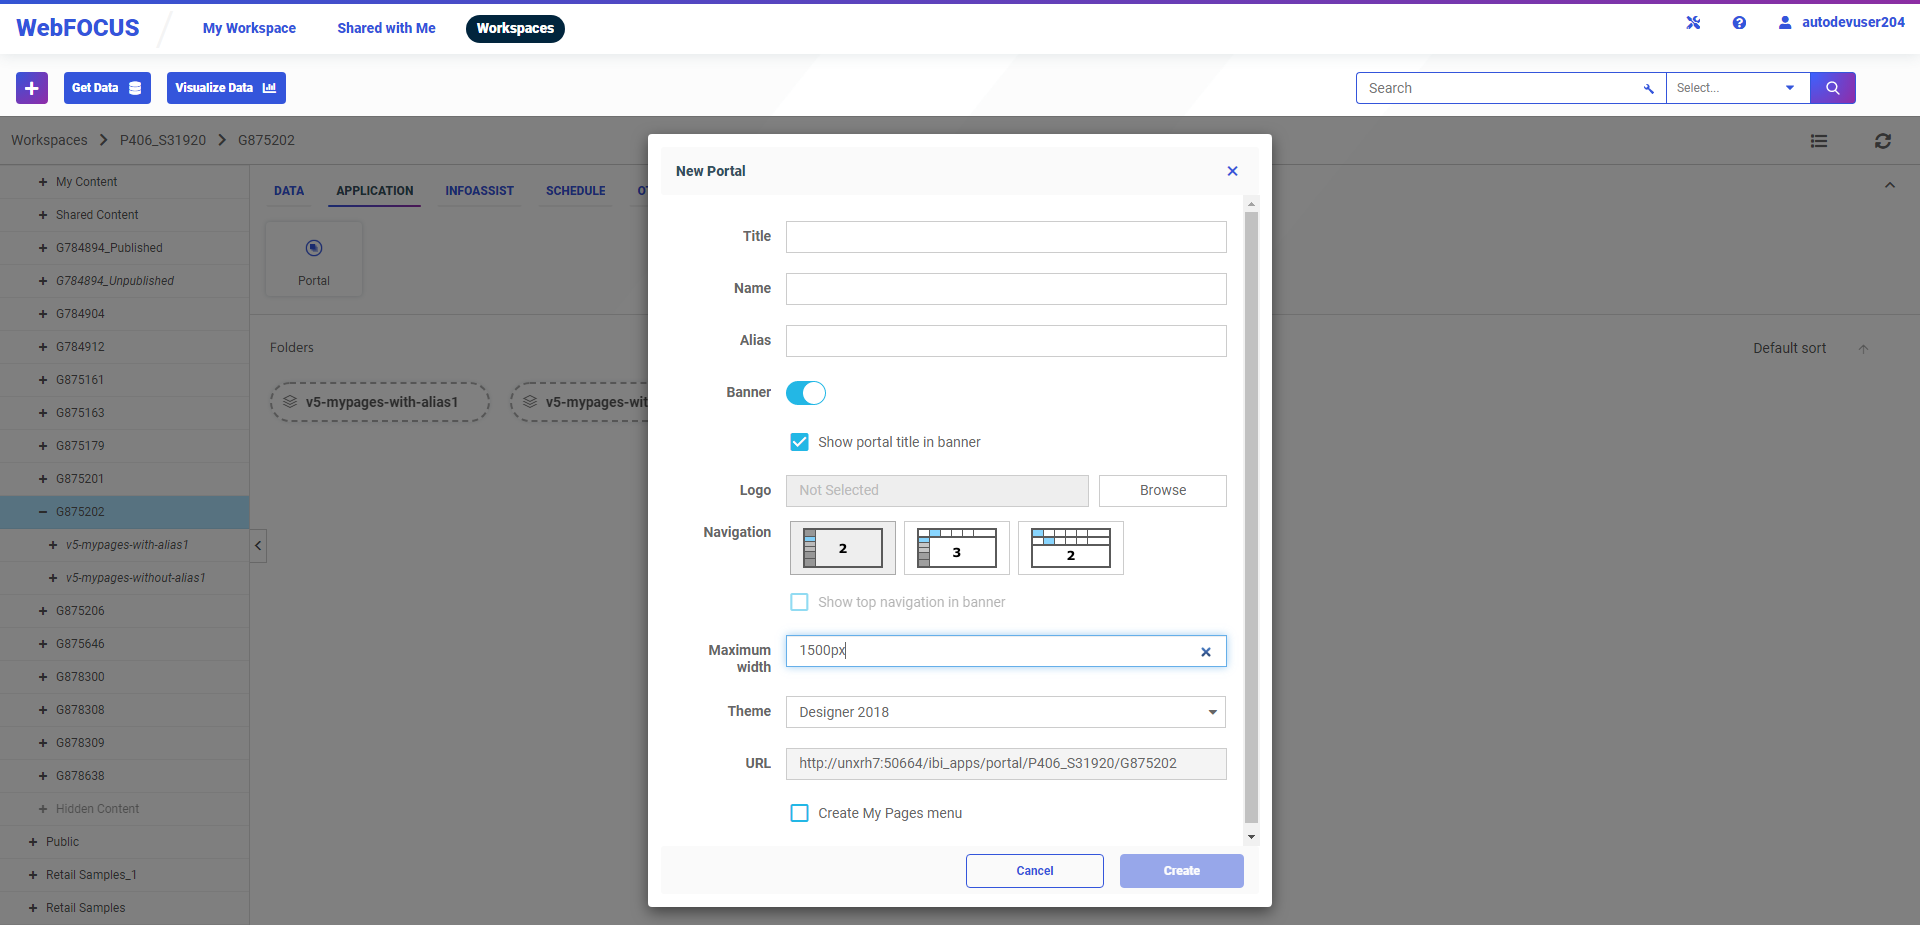 WebFOCUS
My Workspace
Shared with Me
Workspaces
autodevuser204
+
Get Data
Visualize Data
Search
Select...
Workspaces
P406_S31920
G875202
My Content
Shared Content
G784894_Published
G784894_Unpublished
G784904
G784912
G875161
G875163
G875179
G875201
G875202
v5-mypages-with-alias1
v5-mypages-without-alias1
G875206
G875646
G878300
G878308
G878309
G878638
Hidden Content
Public
Retail Samples_1
Retail Samples
DATA
APPLICATION
INFOASSIST
SCHEDULE
Portal
Folders
Default sort
v5-mypages-with-alias1
v5-mypages-wit
New Portal
Title
Name
Alias
Banner
Show portal title in banner
Logo
Not Selected
Browse
Navigation
2
3
2
Show top navigation in banner
Maximum
width
1500px
Theme
Designer 2018
URL
http://unxrh7:50664/ibi_apps/portal/P406_S31920/G875202
Create My Pages menu
Cancel
Create